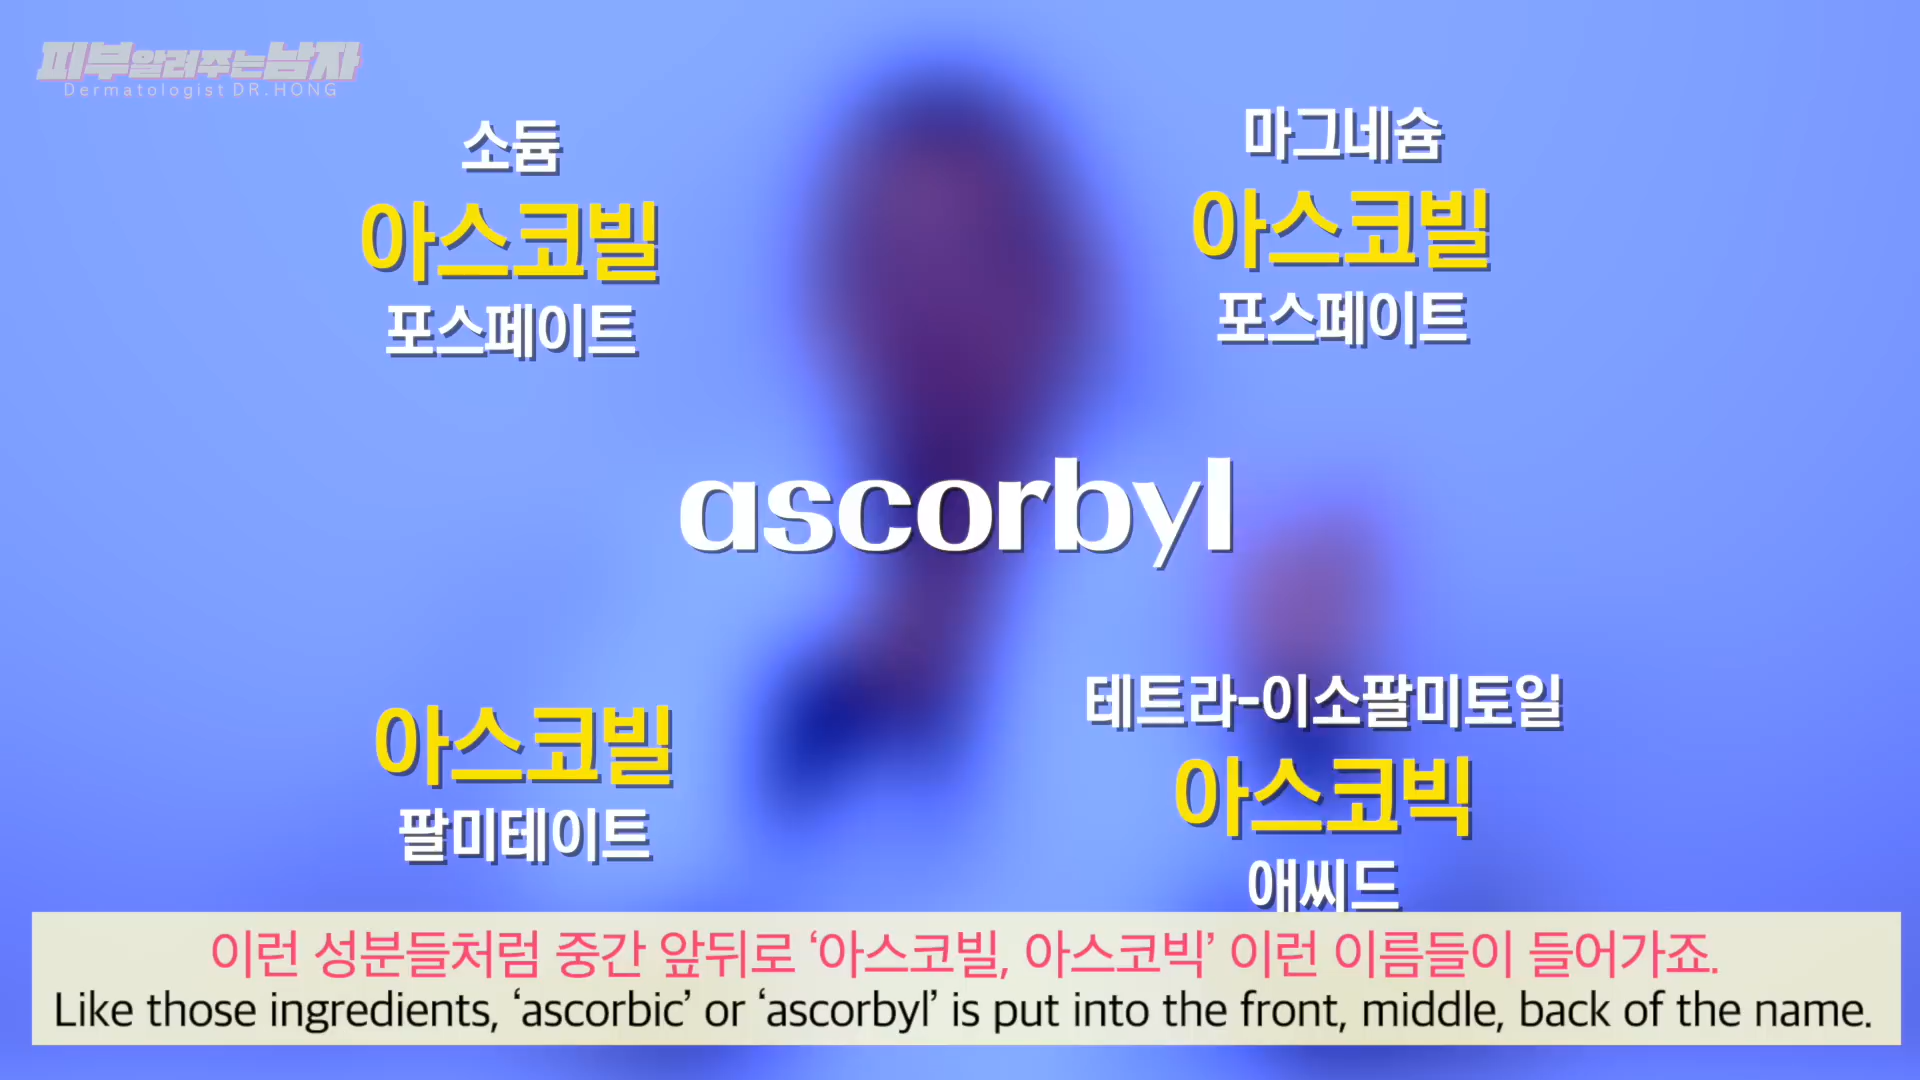 피부알려주는남자
Dermatologist DR.HONG
소듐
아스코빌
포스페이트
마그네슘
아스코빌
포스페이트
ascorbyl
아스코빌
팔미테이트
테트라-이소팔미토일
아스코빅
애씨드
이런 성분들처럼 중간 앞뒤로 ‘아스코빌, 아스코빅’ 이런 이름들이 들어가죠.
Like those ingredients, ‘ascorbic’ or ‘ascorbyl’ is put into the front, middle, back of the name.